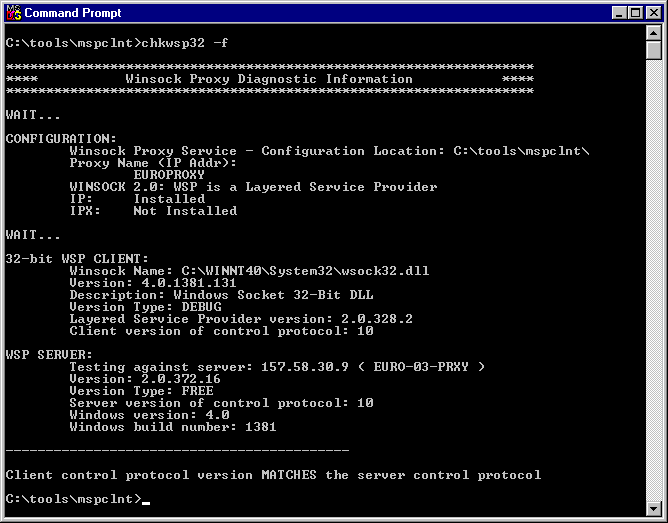 Command Prompt
C:\tools\mspclnt>chkwsp32 -f
******************************************************************
****           Winsock Proxy Diagnostic Information           ****
******************************************************************
WAIT...
CONFIGURATION:
Winsock Proxy Service - Configuration Location: C:\tools\mspclnt\
Proxy Name (IP Addr):
EUROPROXY
WINSOCK 2.0: WSP is a Layered Service Provider
IP:     Installed
IPX:    Not Installed
WAIT...
32-bit WSP CLIENT:
Winsock Name: C:\WINNT40\System32\wsock32.dll
Version: 4.0.1381.131
Description: Windows Socket 32-Bit DLL
Version Type: DEBUG
Layered Service Provider version: 2.0.328.2
Client version of control protocol: 10
WSP SERVER:
Testing against server: 157.58.30.9 ( EURO-03-PRXY )
Version: 2.0.372.16
Version Type: FREE
Server version of control protocol: 10
Windows version: 4.0
Windows build number: 1381
-------------------------------------------
Client control protocol version MATCHES the server control protocol
C:\tools\mspclnt>_